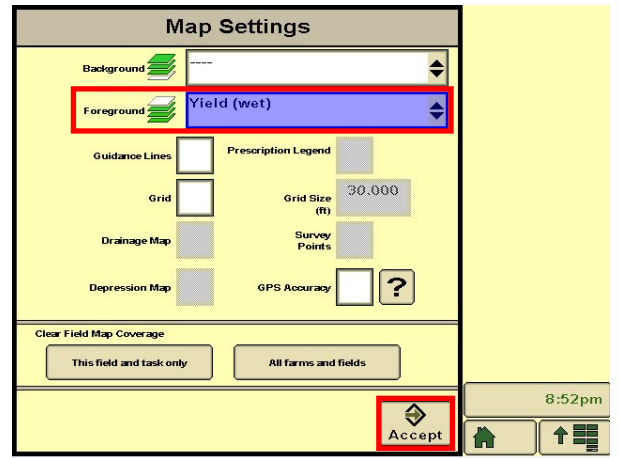 Map Settings
Background
----
Foreground
Yield (wet)
Guidance Lines
Prescription Legend
Grid
Grid Size
(ft)
30.000
Drainage Map
Survey
Points
Depression Map
GPS Accuracy
?
Clear Field Map Coverage
This field and task only
All farms and fields
8:52pm
Accept